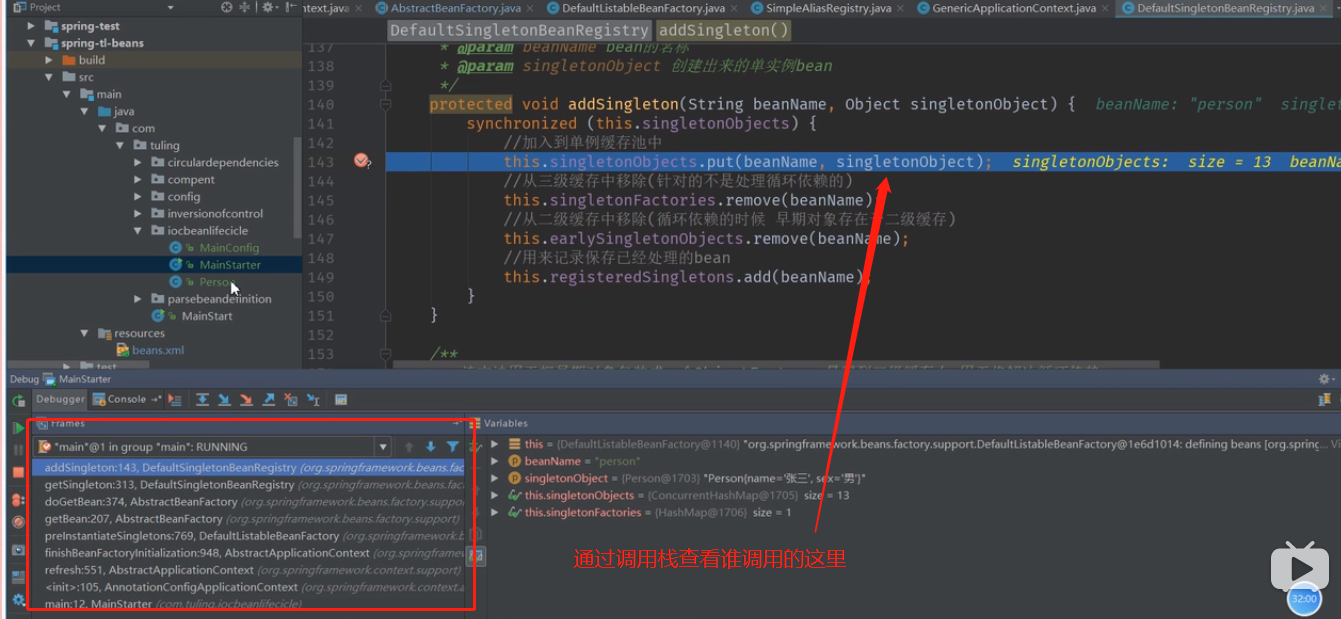 Project
text.java
AbstractBeanFactory.java
DefaultListableBeanFactory.java
SimpleAliasRegistry.java
GenericApplicationContext.java
DefaultSingletonBeanRegistry.java
spring-test
spring-tl-beans
build
src
main
java
com
tuling
circulardependencies
compent
config
inversionofcontrol
iocbeanlifecicle
MainConfig
MainStarter
Perso
parsebeandefinition
MainStart
resources
beans.xml
test
DefaultSingletonBeanRegistry addSingleton()
137 * @param beanName bean的名称
138 * @param singletonObject 创建出来的单实例bean
139 */
140 protected void addSingleton(String beanName, Object singletonObject) { beanName: "person" singlet
141 synchronized (this.singletonObjects) {
142 //加入到单例缓存池中
143 this.singletonObjects.put(beanName, singletonObject); singletonObjects: size = 13 beanNa
144 //从三级缓存中移除(针对的不是处理循环依赖的)
145 this.singletonFactories.remove(beanName)
146 //从二级缓存中移除(循环依赖的时候 早期对象存在于二级缓存)
147 this.earlySingletonObjects.remove(beanName);
148 //用来记录保存已经处理的bean
149 this.registeredSingletons.add(beanName)
150 }
151 }
152
153 /**
Debug MainStarter
Debugger Console
Frames
Variables
"main"@1 in group "main": RUNNING
addSingleton:143, DefaultSingletonBeanRegistry (org.springframework.beans.fac
getSingleton:313, DefaultSingletonBeanRegistry (org.springframework.beans.fac
doGetBean:374, AbstractBeanFactory (org.springframework.beans.factory.suppo
getBean:207, AbstractBeanFactory (org.springframework.beans.factory.support)
preInstantiateSingletons:769, DefaultListableBeanFactory (org.springframework
finishBeanFactoryInitialization:948, AbstractApplicationContext (org.springframew
refresh:551, AbstractApplicationContext (org.springframework.context.support)
<init>:105, AnnotationConfigApplicationContext (org.springframework.context.a
main:12, MainStarter (com.tuling.iocbeanlifecicle)
this = {DefaultListableBeanFactory@1140} "org.springframework.beans.factory.support.DefaultListableBeanFactory@1e6d1014: defining beans [org.spring... Vi
beanName = "person"
singletonObject = {Person@1703} "Person{name='张三', sex='男'}"
this.singletonObjects = {ConcurrentHashMap@1705} size = 13
this.singletonFactories = {HashMap@1706} size = 1
通过调用栈查看谁调用的这里
32:00